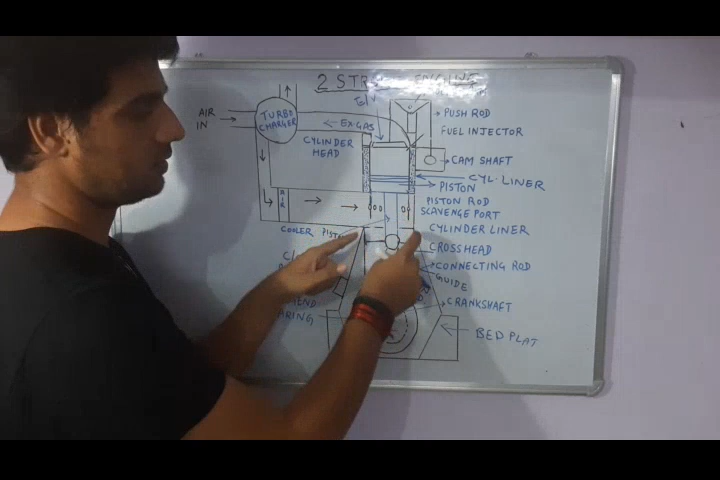 2 STR
AIR
IN
TURBO
CHARGER
← EX-GAS
CYLINDER
HEAD
PUSH ROD
FUEL INJECTOR
CAM SHAFT
CYL. LINER
PISTON
PISTON ROD
SCAVENGE PORT
CYLINDER LINER
CROSSHEAD
CONNECTING ROD
GUIDE
CRANKSHAFT
BED PLAT
AIR
COOLER